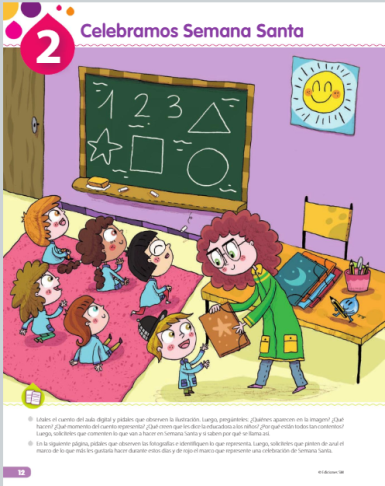 2
Celebramos Semana Santa
1 2 3
Léales el cuento del aula digital y pídales que observen la ilustración. Luego, pregúnteles: ¿Quiénes aparecen en la imagen? ¿Qué
hacen? ¿Qué momento del cuento representa? ¿Qué creen que les dice la educadora a los niños? ¿Por qué están todos tan contentos?
Luego, solicíteles que comenten lo que van a hacer en Semana Santa y si saben por qué se llama así.
En la siguiente página, pídales que observen las fotografías e identifiquen lo que representa. Luego, solicíteles que pinten de azul el
marco de lo que más les gustaría hacer durante estos días y de rojo el marco que represente una celebración de Semana Santa.
12